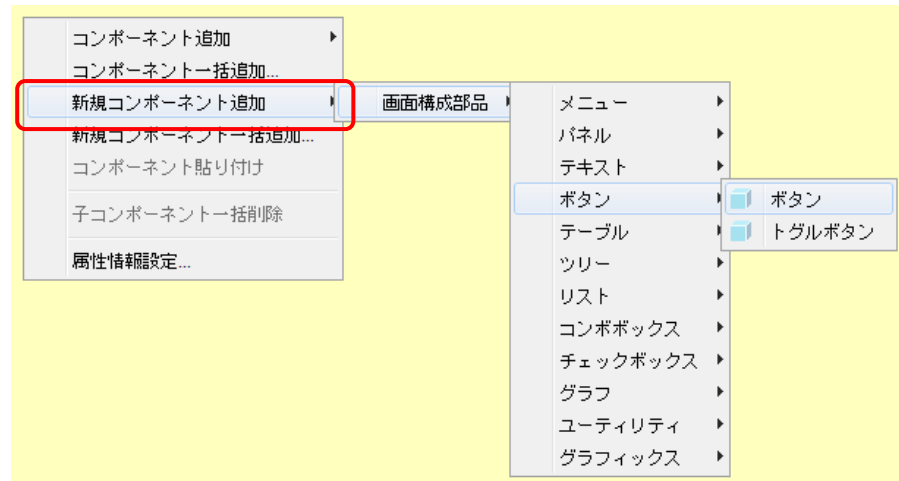 コンポーネント追加
コンポーネント一括追加...
新規コンポーネント追加
新規コンポーネント一括追加...
コンポーネント貼り付け
子コンポーネント一括削除
属性情報設定...
画面構成部品
メニュー
パネル
テキスト
ボタン
テーブル
ツリー
リスト
コンボボックス
チェックボックス
グラフ
ユーティリティ
グラフィックス
ボタン
トグルボタン